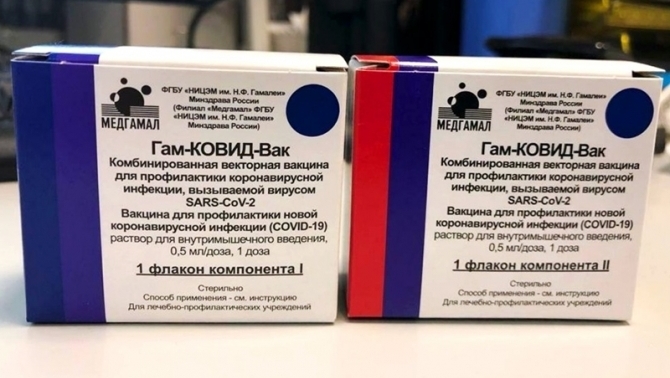 МЕДГАМАЛ
ФГБУ «НИЦЭМ им. Н.Ф. Гамалеи»
Минздрава России
(Филиал «Медгамал» ФГБУ
«НИЦЭМ им. Н.Ф. Гамалеи»
Минздрава России)
Гам-КОВИД-Вак
Комбинированная векторная вакцина
для профилактики коронавирусной
инфекции, вызываемой вирусом
SARS-CoV-2
Вакцина для профилактики новой
коронавирусной инфекции (COVID-19)
раствор для внутримышечного введения,
0,5 мл/доза, 1 доза
1 флакон компонента I
Стерильно
Способ применения - см. инструкцию
Для лечебно-профилактических учреждений
МЕДГАМАЛ
ФГБУ «НИЦЭМ им. Н.Ф. Гамалеи»
Минздрава России
(Филиал «Медгамал» ФГБУ
«НИЦЭМ им. Н.Ф. Гамалеи»
Минздрава России)
Гам-КОВИД-Вак
Комбинированная векторная вакцина
для профилактики коронавирусной
инфекции, вызываемой вирусом
SARS-CoV-2
Вакцина для профилактики новой
коронавирусной инфекции (COVID-19)
раствор для внутримышечного введения,
0,5 мл/доза, 1 доза
1 флакон компонента II
Стерильно
Способ применения - см. инструкцию
Для лечебно-профилактических учреждений